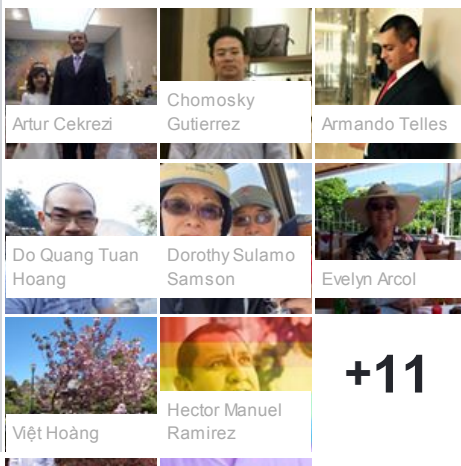 Artur Cekrezi
Chomosky
Gutierrez
Armando Telles
Do Quang Tuan
Hoang
Dorothy Sulamo
Samson
Evelyn Arcol
Việt Hoàng
Hector Manuel
Ramirez
+11